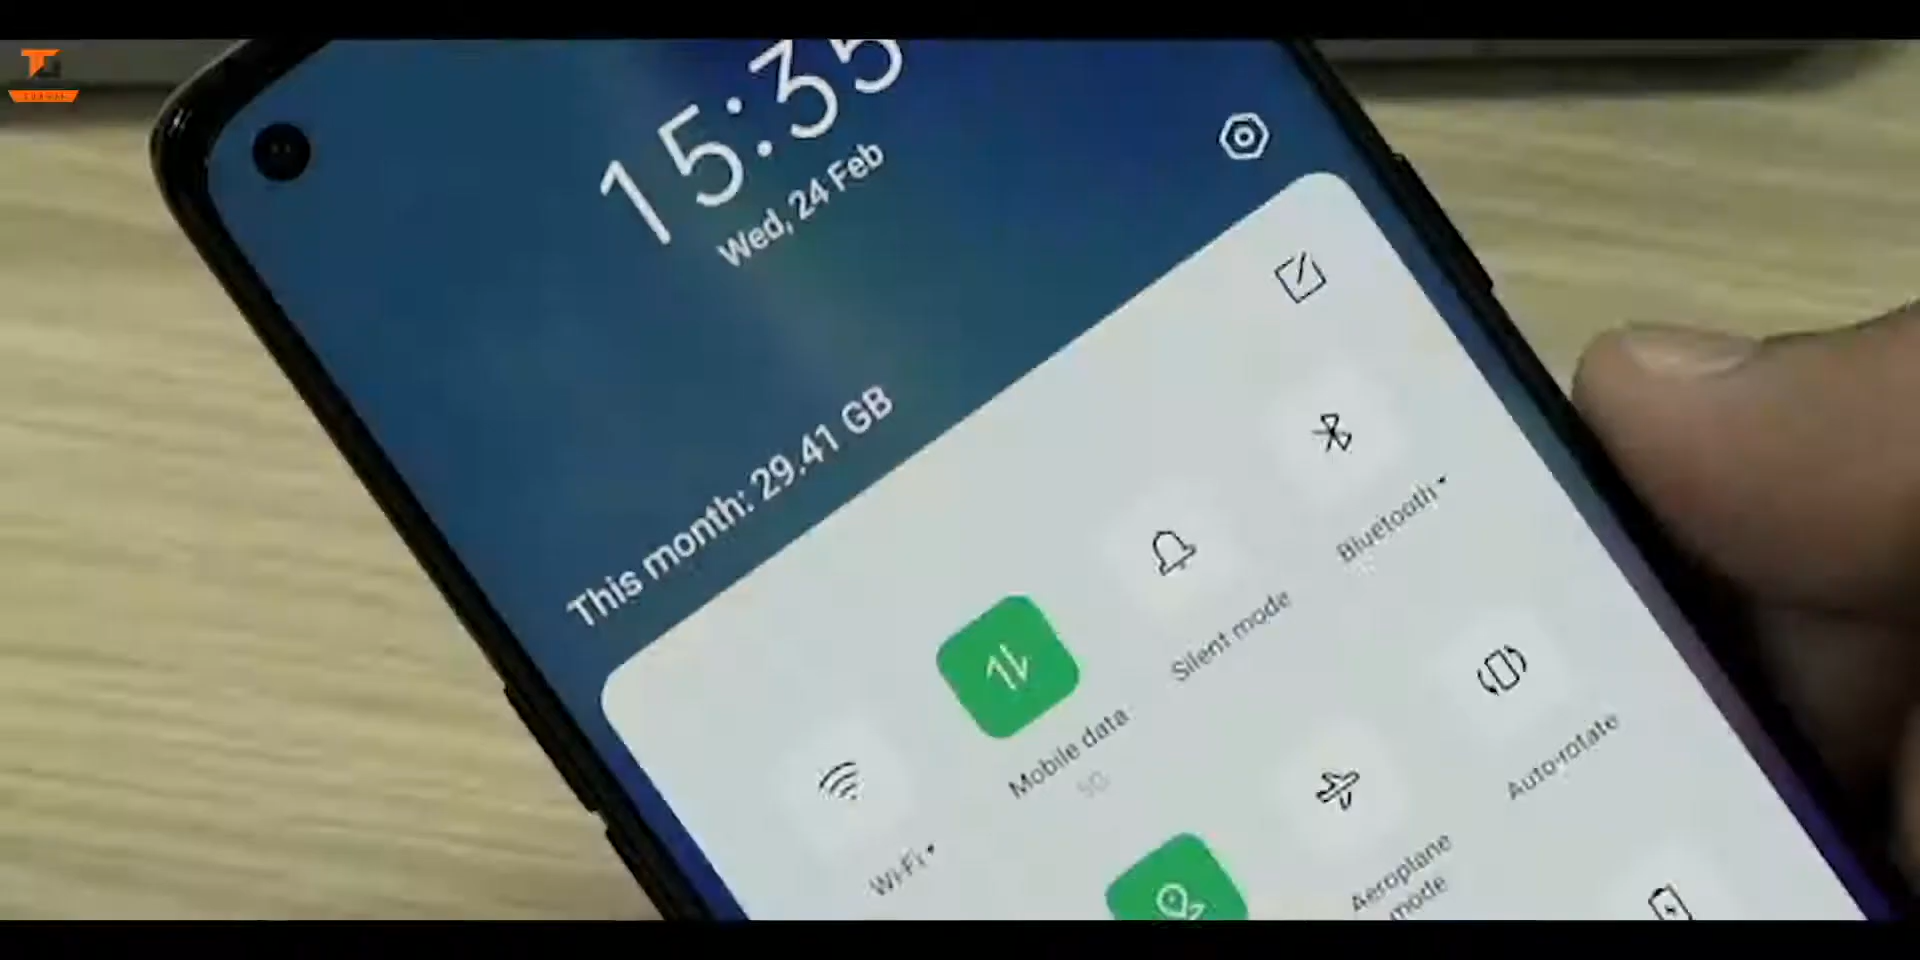 15:35
Wed, 24 Feb
This month: 29.41 GB
Bluetooth
Silent mode
Mobile data
5G
Wi-Fi
Auto-rotate
Aeroplane
mode